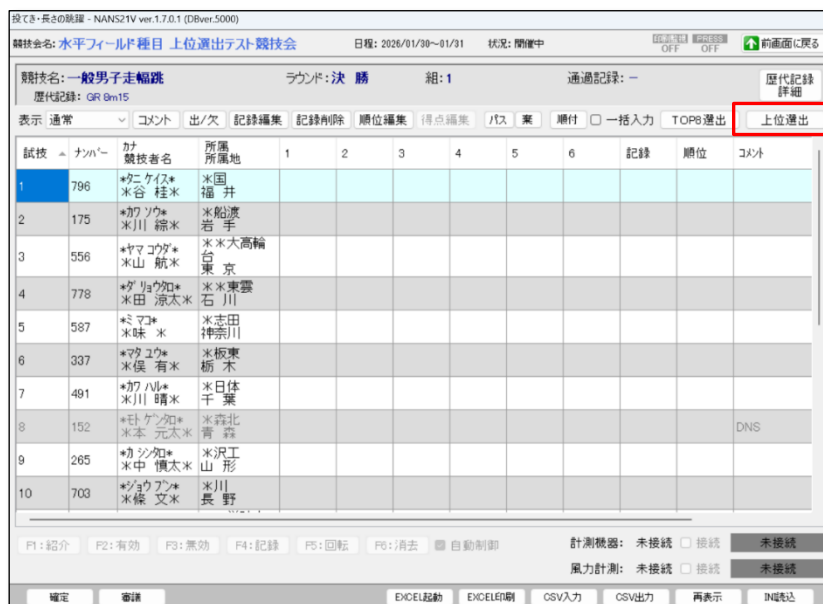 投てき・長さの跳躍 - NANS21V ver.1.7.0.1 (DBver.5000)
競技会名: 水平フィールド種目 上位選出テスト競技会 日程: 2026/01/30～01/31 状況: 開催中 OFF PRESS OFF 前画面に戻る
競技名: 一般男子走幅跳 ラウンド: 決 勝 組: 1 通過記録: － 歴代記録詳細
歴代記録: GR 8m15
表示 通常 コメント 出/欠 記録編集 記録削除 順位編集 得点編集 パス 棄 順付 一括入力 TOP8選出 上位選出
試技 ナンバー カナ 競技者名 所属 所属地 1 2 3 4 5 6 記録 順位 コメント
1 796 *タニ ケイス* ※国
※谷 桂※ 福 井
2 175 *カワ ソウ* ※船渡
※川 綜※ 岩 手
3 556 *ヤマ コウダ* ※※大高輪台
※山 航※ 東 京
4 778 *ダ リョウタロ* ※※東雲
※田 涼太※ 石 川
5 587 *ミ マコ* ※志田
※味 ※ 神奈川
6 337 *マタ ユウ* ※板東
※俣 有※ 栃 木
7 491 *カワ ハル* ※日体
※川 晴※ 千 葉
8 152 *モト ゲンタロ* ※森北 DNS
※本 元太※ 青 森
9 265 *カ シンタロ* ※沢工
※中 慎太※ 山 形
10 703 *ジョウ フミ* ※川
※條 文※ 長 野
F1:紹介 F2:有効 F3:無効 F4:記録 F5:回転 F6:消去 自動制御 計測機器: 未接続 接続 未接続
風力計測: 未接続 接続 未接続
確定 審議 EXCEL起動 EXCEL印刷 CSV入力 CSV出力 再表示 IN読込